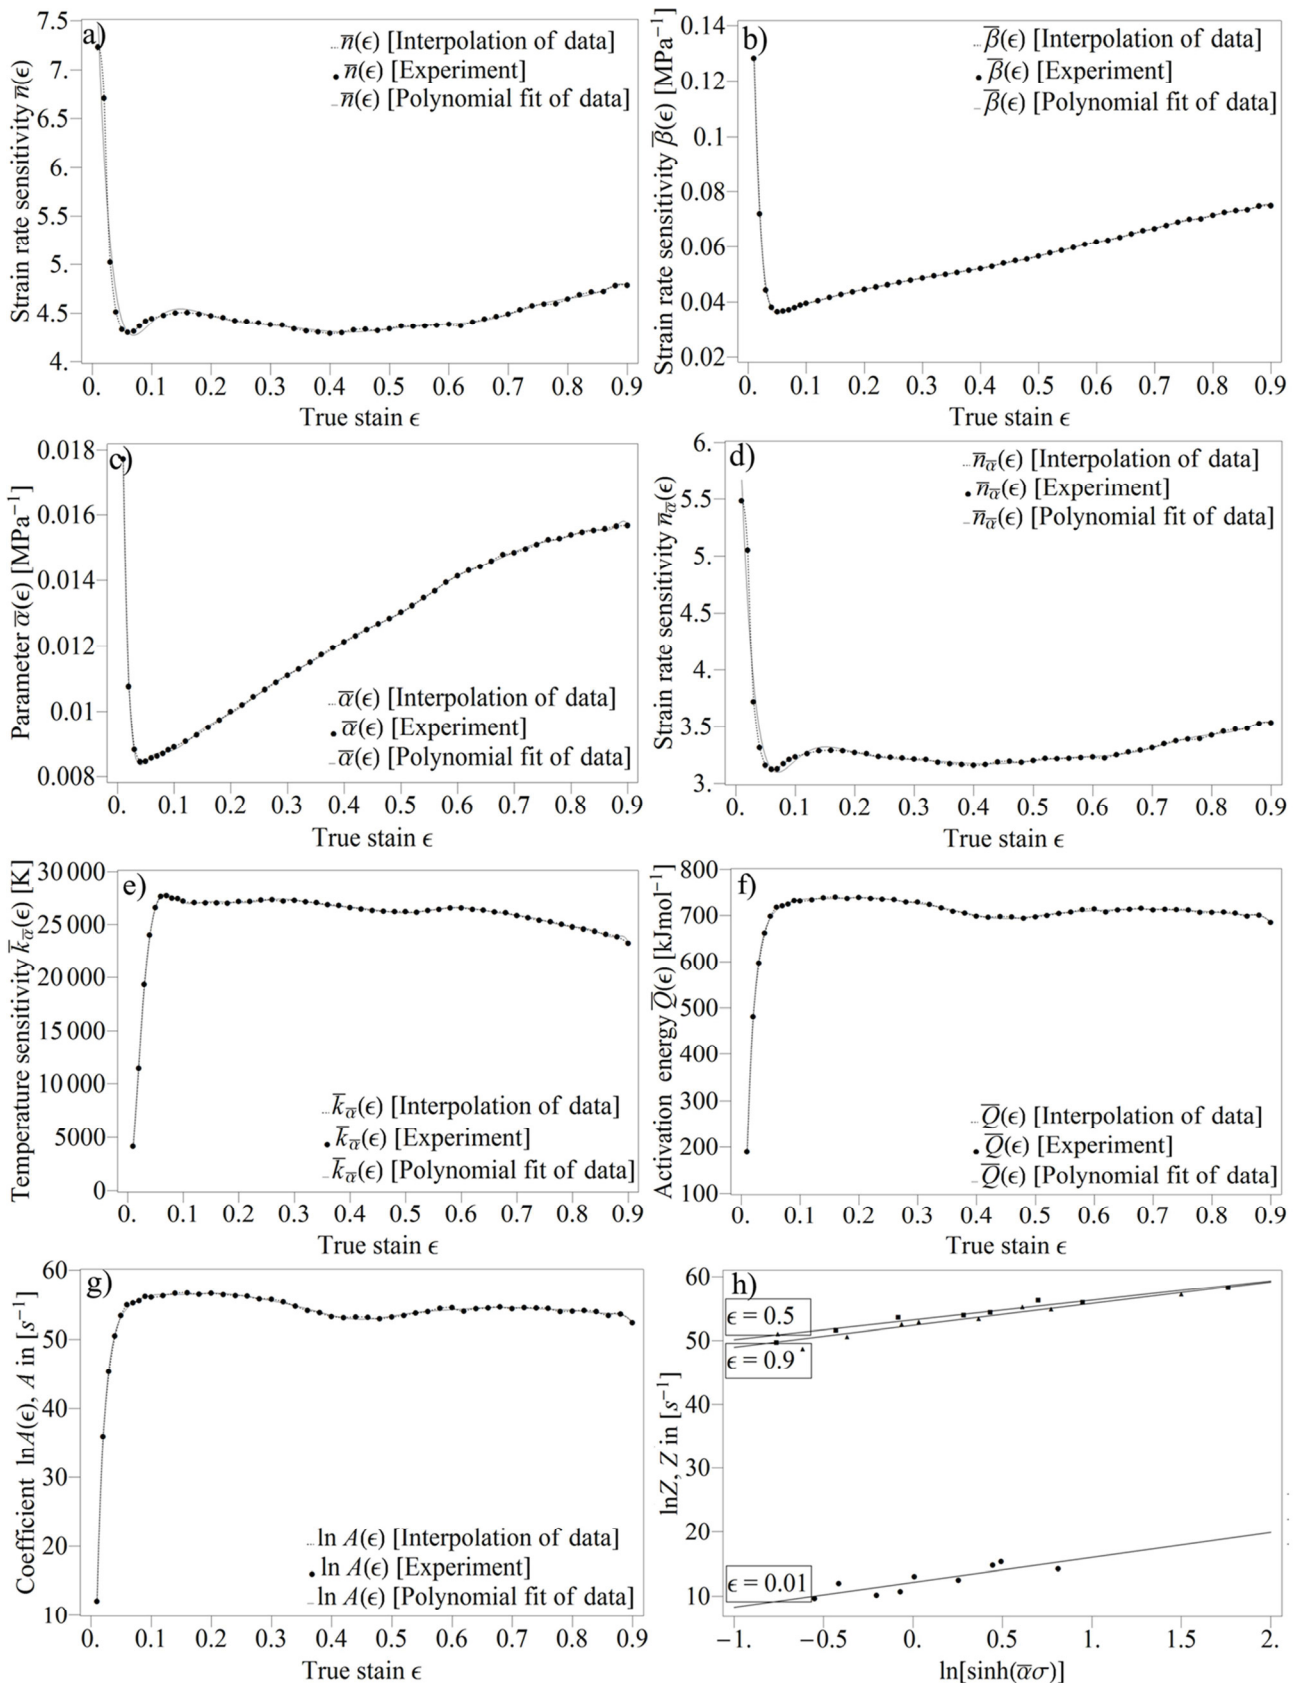 a)
7.5
7.
6.5
6.
5.5
5.
4.5
4.
Strain rate sensitivity n̅(ϵ)
n̅(ϵ) [Interpolation of data]
n̅(ϵ) [Experiment]
n̅(ϵ) [Polynomial fit of data]
0. 0.1 0.2 0.3 0.4 0.5 0.6 0.7 0.8 0.9
True stain ϵ
b)
0.14
0.12
0.1
0.08
0.06
0.04
0.02
Strain rate sensitivity β̅(ϵ) [MPa⁻¹]
β̅(ϵ) [Interpolation of data]
β̅(ϵ) [Experiment]
β̅(ϵ) [Polynomial fit of data]
0. 0.1 0.2 0.3 0.4 0.5 0.6 0.7 0.8 0.9
True stain ϵ
c)
0.018
0.016
0.014
0.012
0.01
0.008
Parameter α̅(ϵ) [MPa⁻¹]
α̅(ϵ) [Interpolation of data]
α̅(ϵ) [Experiment]
α̅(ϵ) [Polynomial fit of data]
0. 0.1 0.2 0.3 0.4 0.5 0.6 0.7 0.8 0.9
True stain ϵ
d)
6.
5.5
5.
4.5
4.
3.5
3.
Strain rate sensitivity n̅_α̅(ϵ)
n̅_α̅(ϵ) [Interpolation of data]
n̅_α̅(ϵ) [Experiment]
n̅_α̅(ϵ) [Polynomial fit of data]
0. 0.1 0.2 0.3 0.4 0.5 0.6 0.7 0.8 0.9
True stain ϵ
e)
30 000
25 000
20 000
15 000
10 000
5000
0
Temperature sensitivity k̅_α̅(ϵ) [K]
k̅_α̅(ϵ) [Interpolation of data]
k̅_α̅(ϵ) [Experiment]
k̅_α̅(ϵ) [Polynomial fit of data]
0. 0.1 0.2 0.3 0.4 0.5 0.6 0.7 0.8 0.9
True stain ϵ
f)
800
700
600
500
400
300
200
100
Activation energy Q̅(ϵ) [kJmol⁻¹]
Q̅(ϵ) [Interpolation of data]
Q̅(ϵ) [Experiment]
Q̅(ϵ) [Polynomial fit of data]
0. 0.1 0.2 0.3 0.4 0.5 0.6 0.7 0.8 0.9
True stain ϵ
g)
60
50
40
30
20
10
Coefficient lnA(ϵ), A in [s⁻¹]
ln A(ϵ) [Interpolation of data]
ln A(ϵ) [Experiment]
ln A(ϵ) [Polynomial fit of data]
0. 0.1 0.2 0.3 0.4 0.5 0.6 0.7 0.8 0.9
True stain ϵ
h)
60
50
40
30
20
10
lnZ, Z in [s⁻¹]
ϵ = 0.5
ϵ = 0.9
ϵ = 0.01
−1. −0.5 0. 0.5 1. 1.5 2.
ln[sinh(α̅σ)]